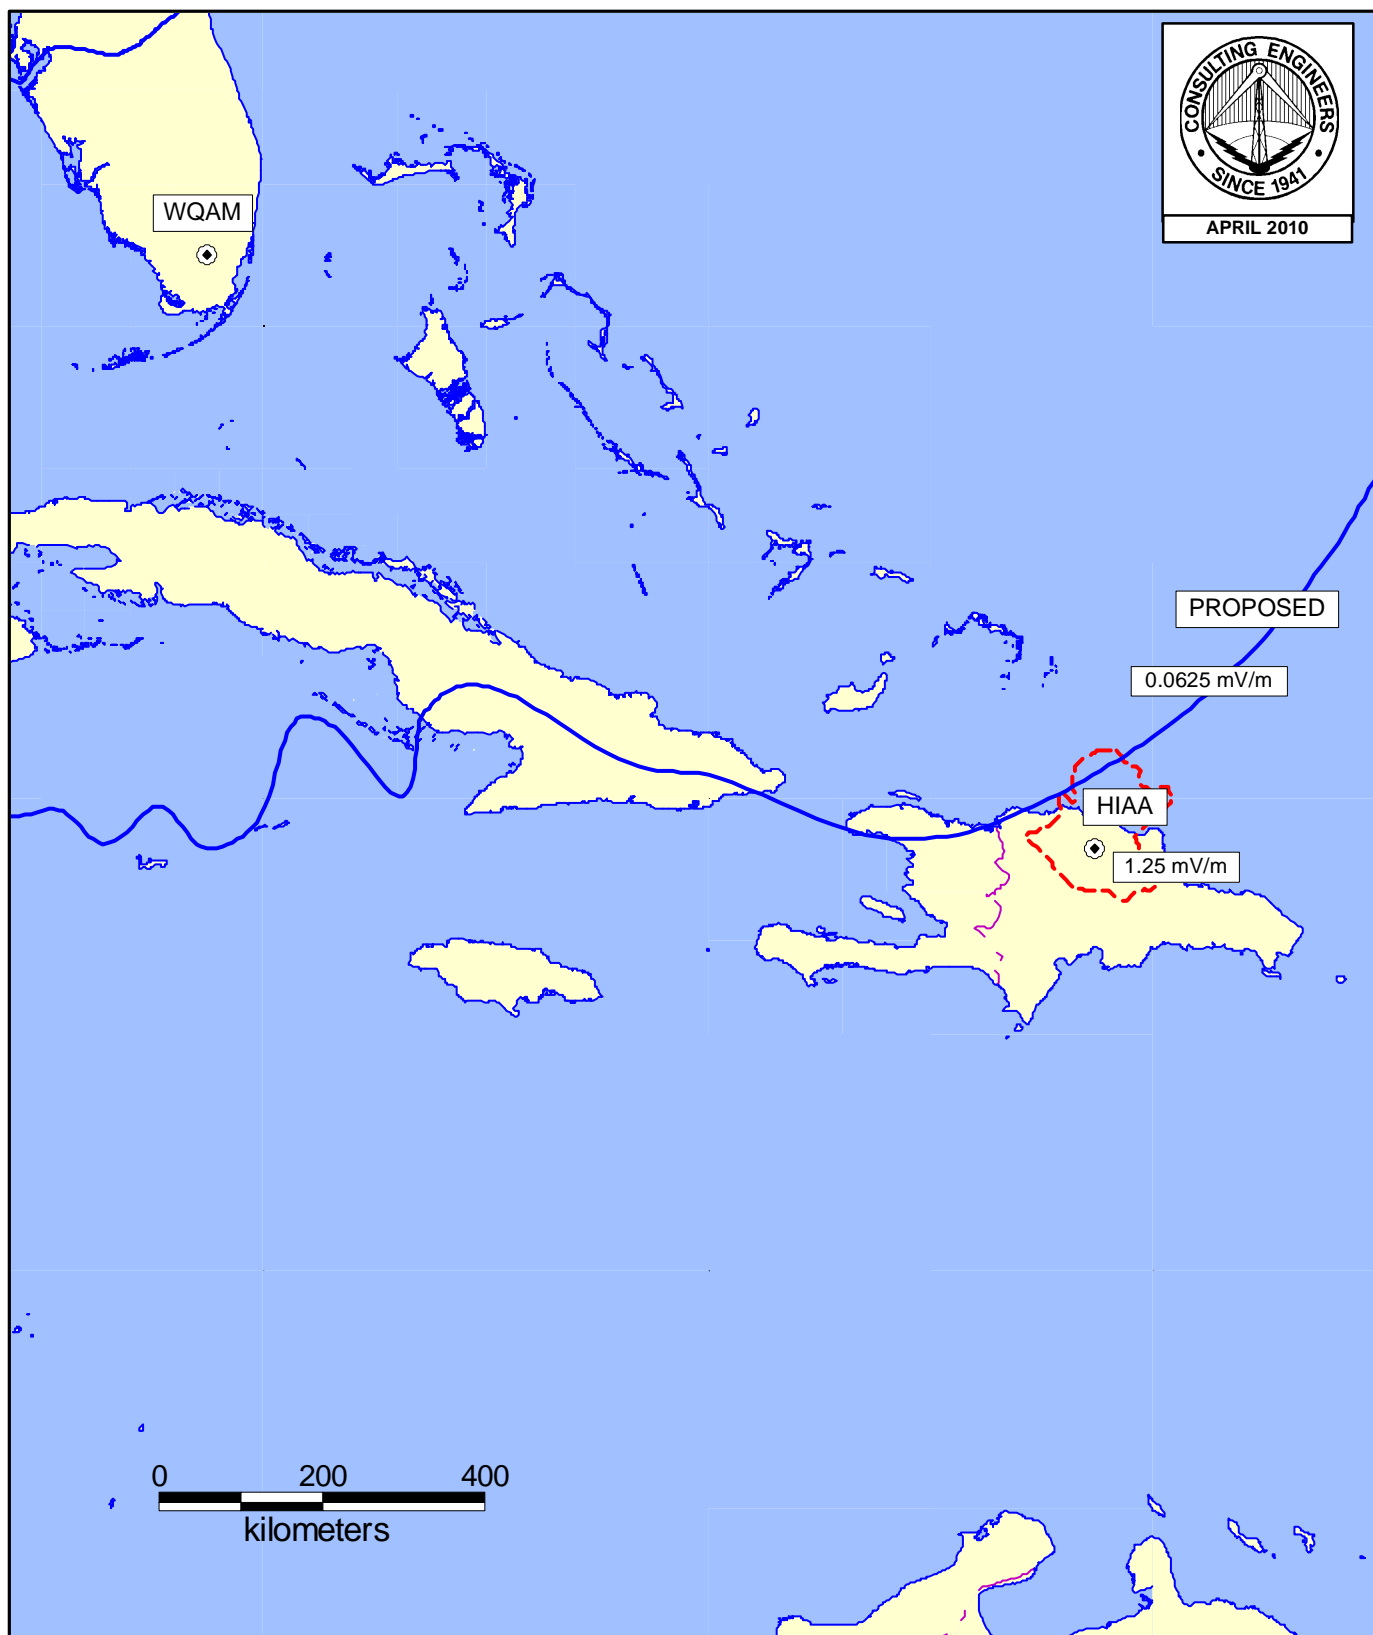 CONSULTING ENGINEERS
• SINCE 1941 •
APRIL 2010
WQAM
PROPOSED
0.0625 mV/m
HIAA
1.25 mV/m
0 200 400
kilometers